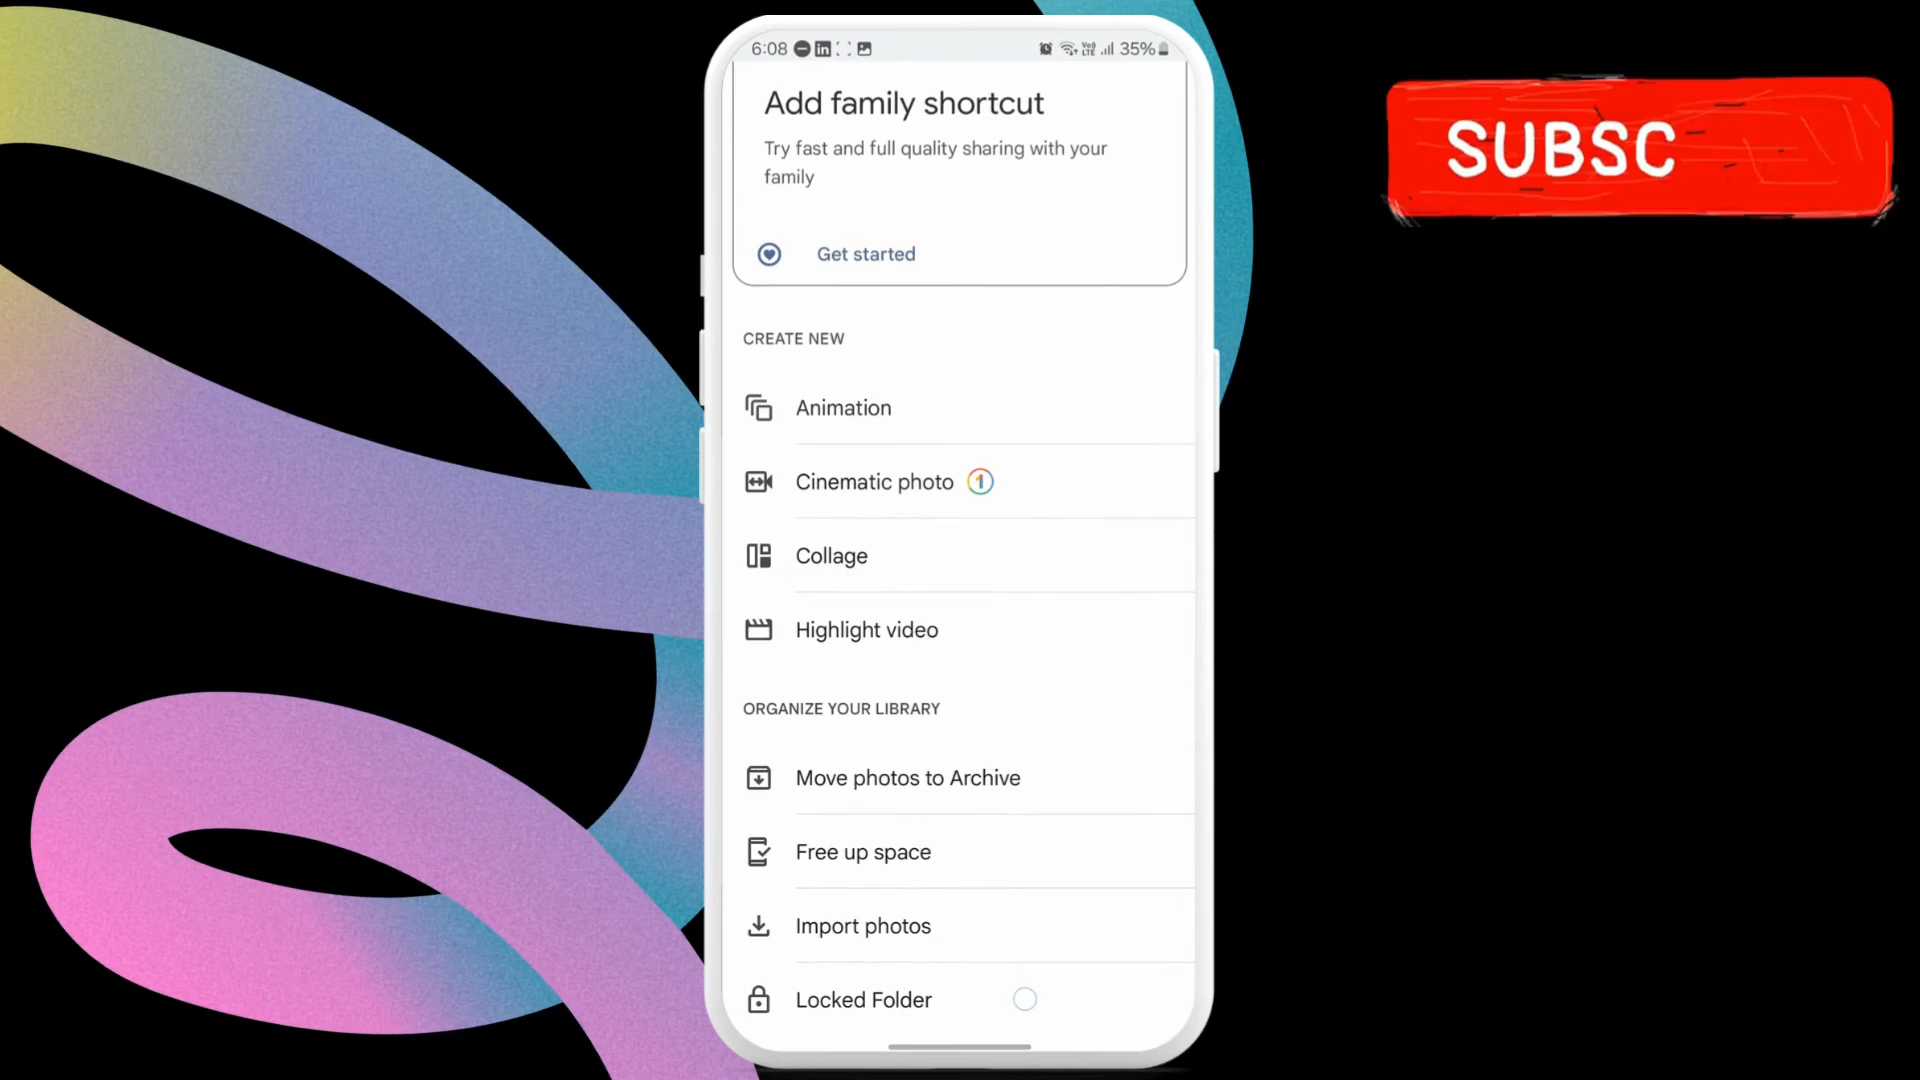 6:08
Vo)
LTE
35%
SUBSC
Add family shortcut
Try fast and full quality sharing with your
family
Get started
CREATE NEW
Animation
Cinematic photo 1
Collage
Highlight video
ORGANIZE YOUR LIBRARY
Move photos to Archive
Free up space
Import photos
Locked Folder